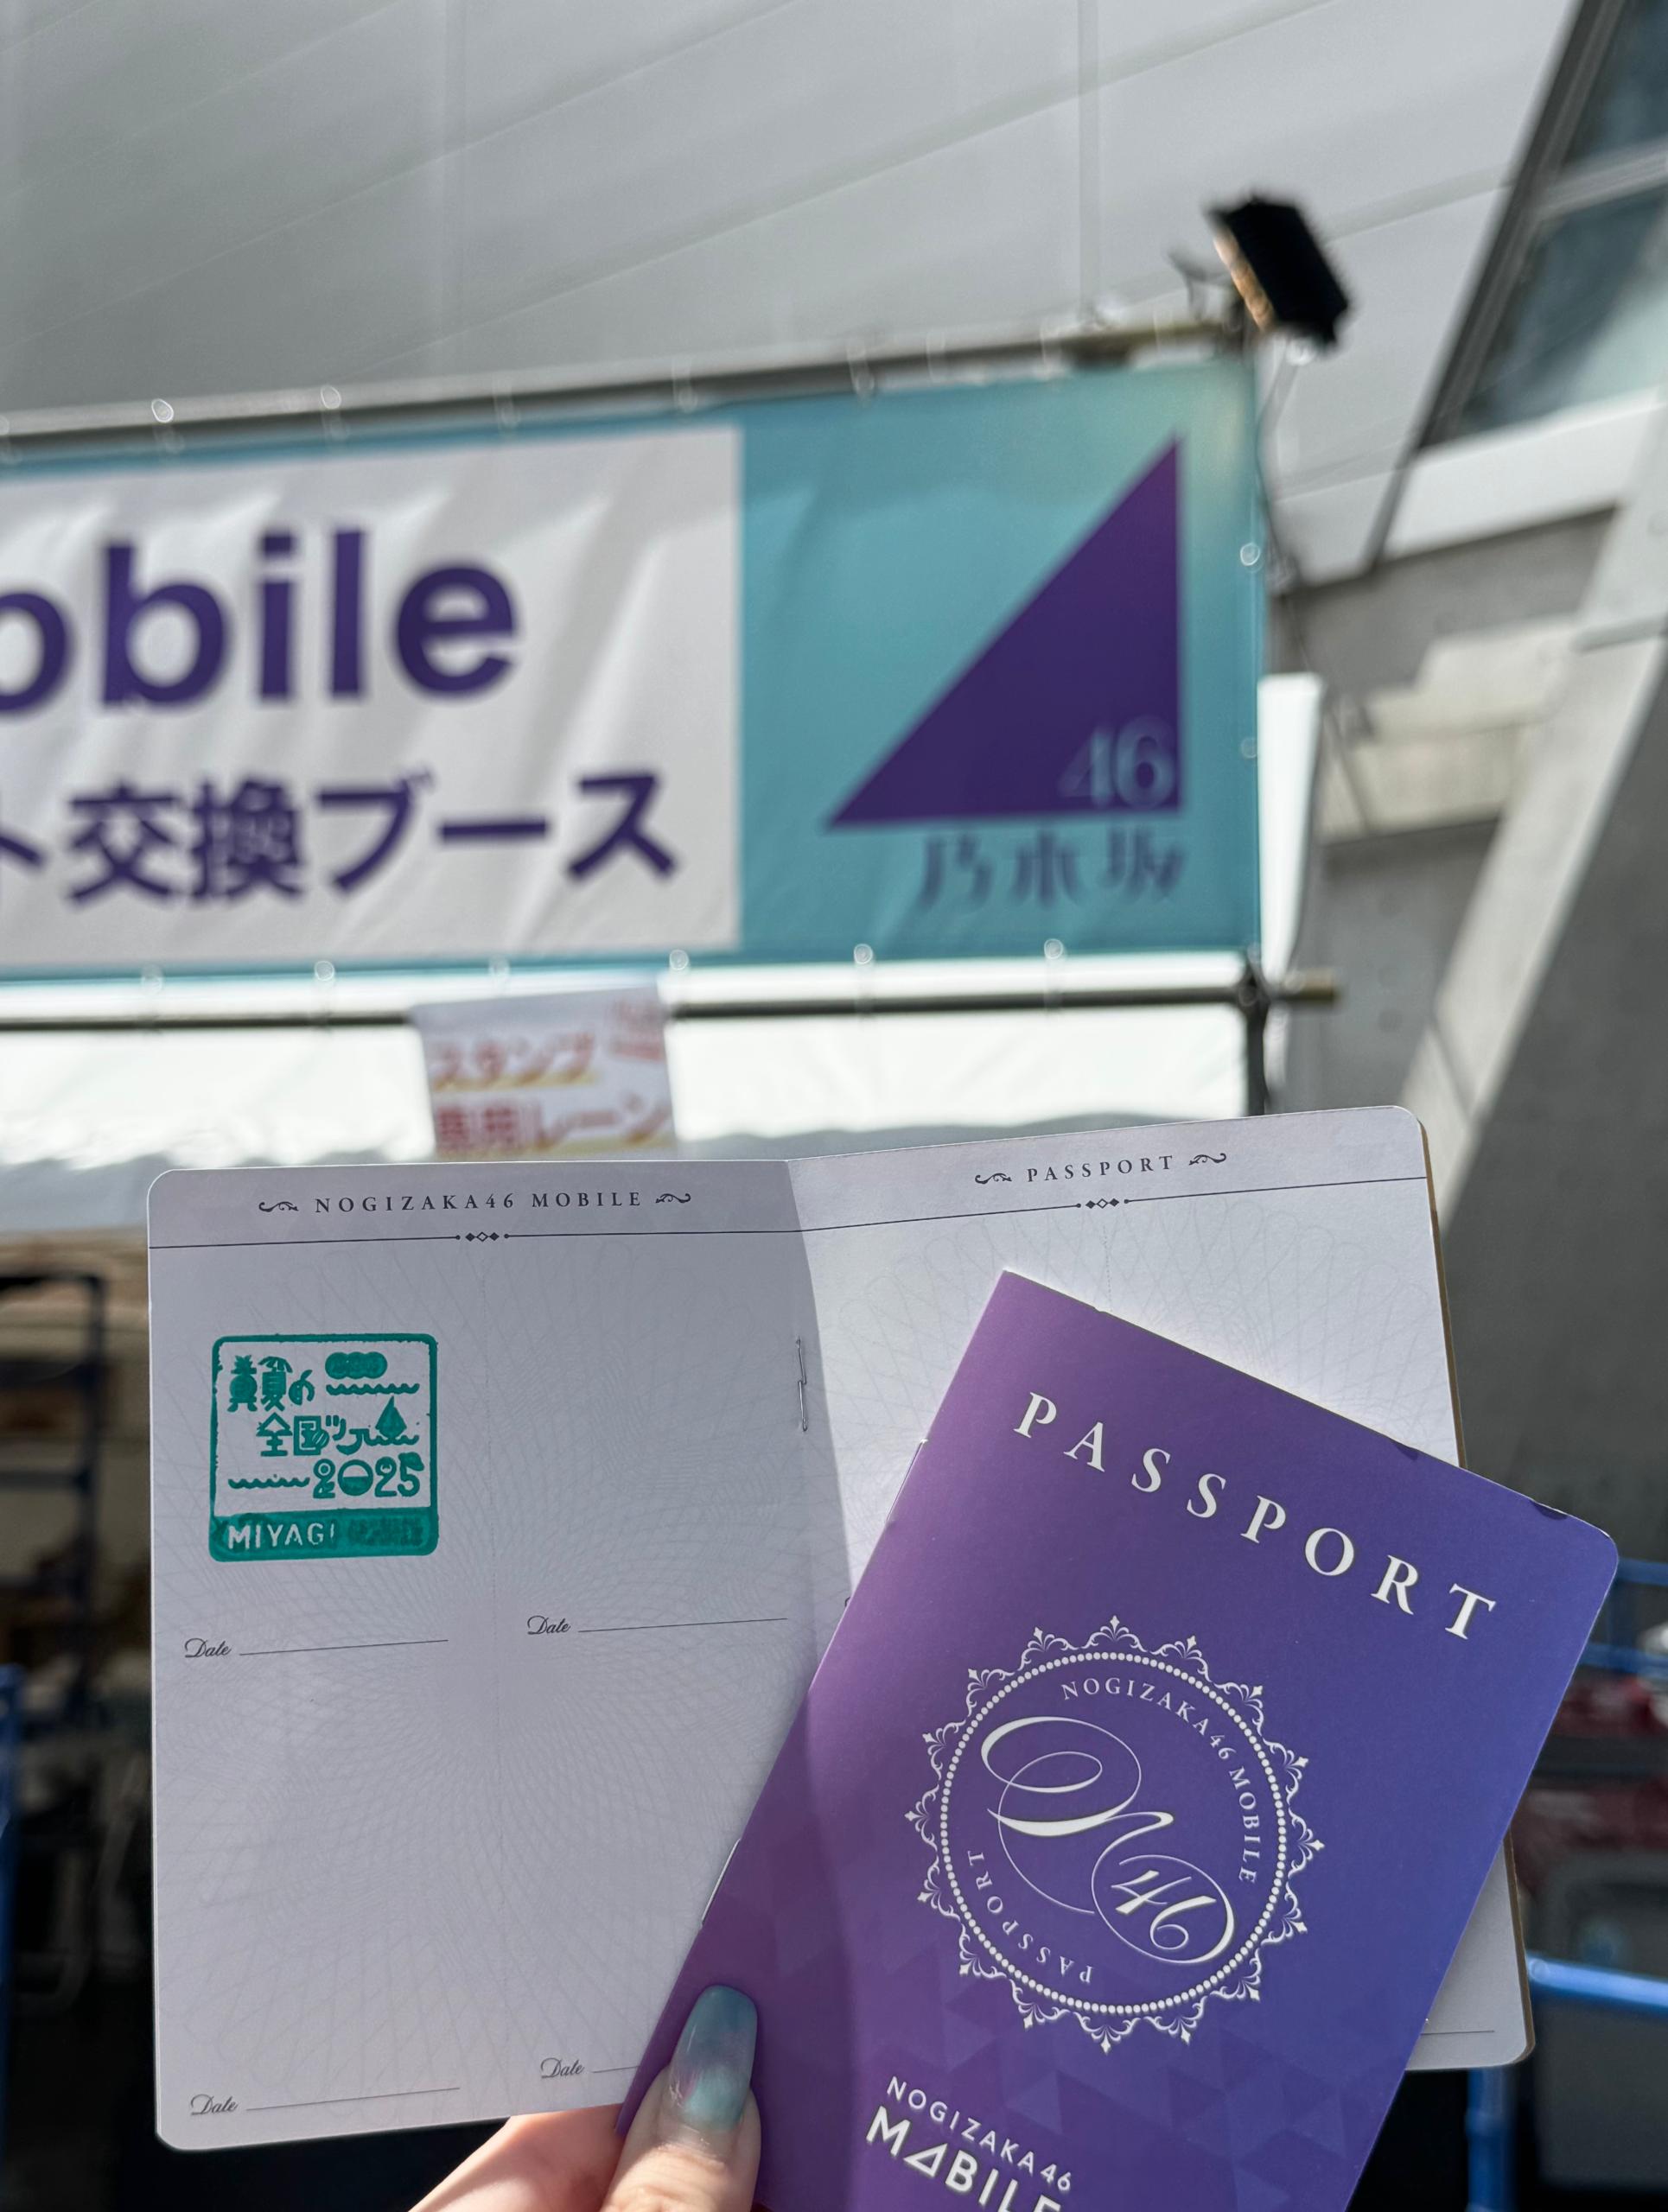 obile
ト交換ブース
46
乃木坂
スタンプ
専用レーン
NOGIZAKA46 MOBILE
PASSPORT
真夏の
全国ツアー
2025
MIYAGI
Date
Date
Date
Date
PASSPORT
NOGIZAKA46 MOBILE
PASSPORT
N46
NOGIZAKA46
MOBILE